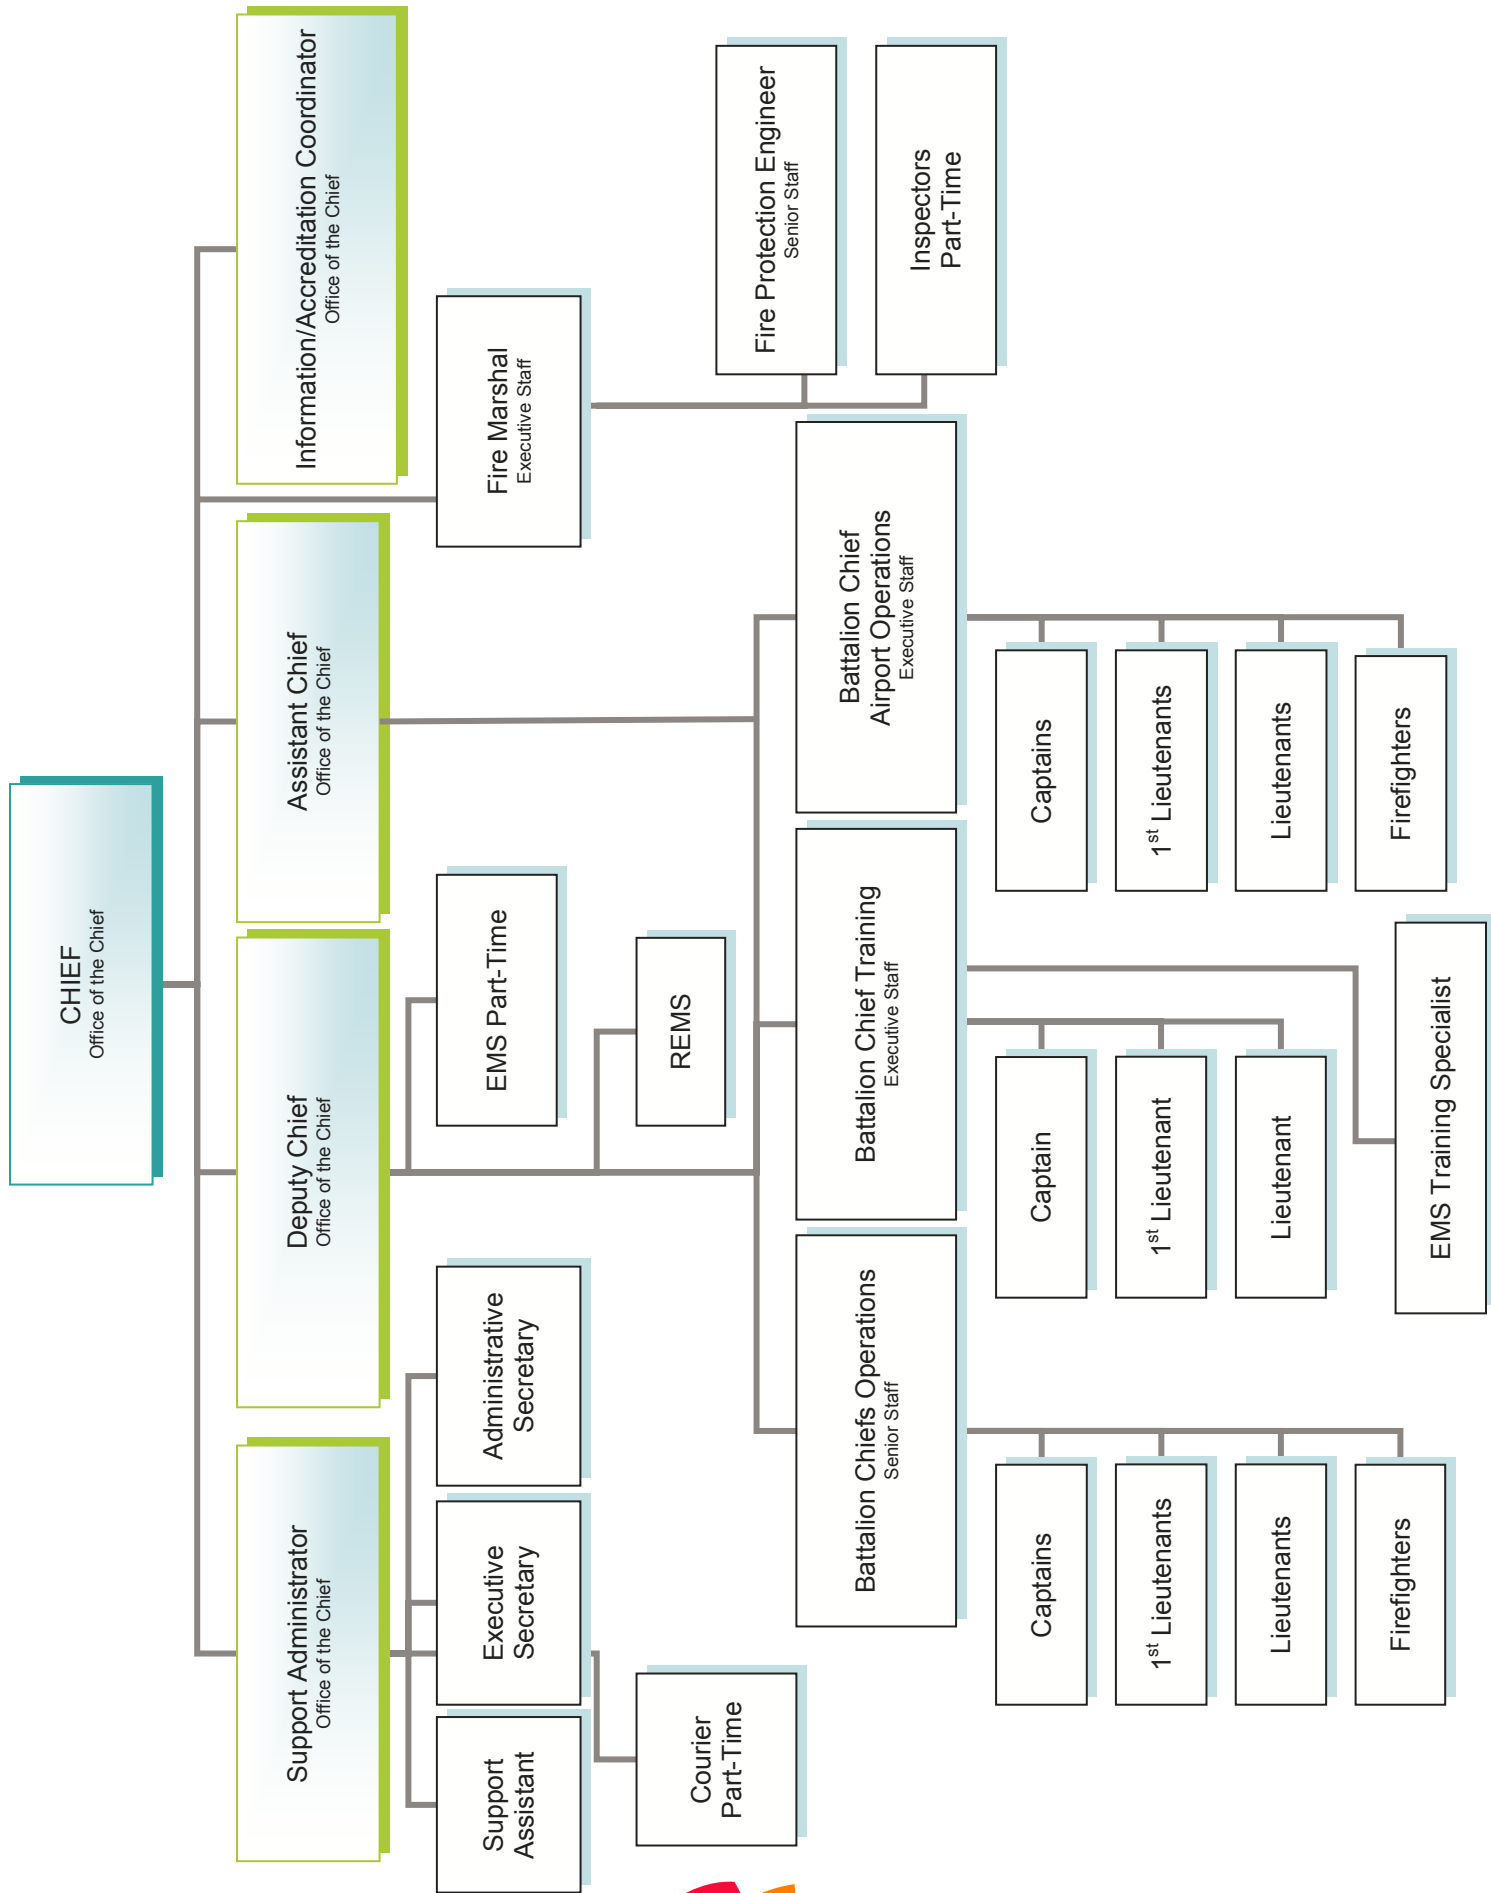 CHIEF
Office of the Chief
Support Administrator
Office of the Chief
Deputy Chief
Office of the Chief
Assistant Chief
Office of the Chief
Information/Accreditation Coordinator
Office of the Chief
Support
Assistant
Executive
Secretary
Administrative
Secretary
EMS Part-Time
Fire Marshal
Executive Staff
Courier
Part-Time
REMS
Fire Protection Engineer
Senior Staff
Inspectors
Part-Time
Battalion Chiefs Operations
Senior Staff
Battalion Chief Training
Executive Staff
Battalion Chief
Airport Operations
Executive Staff
Captains
1st Lieutenants
Lieutenants
Firefighters
Captain
1st Lieutenant
Lieutenant
EMS Training Specialist
Captains
1st Lieutenants
Lieutenants
Firefighters